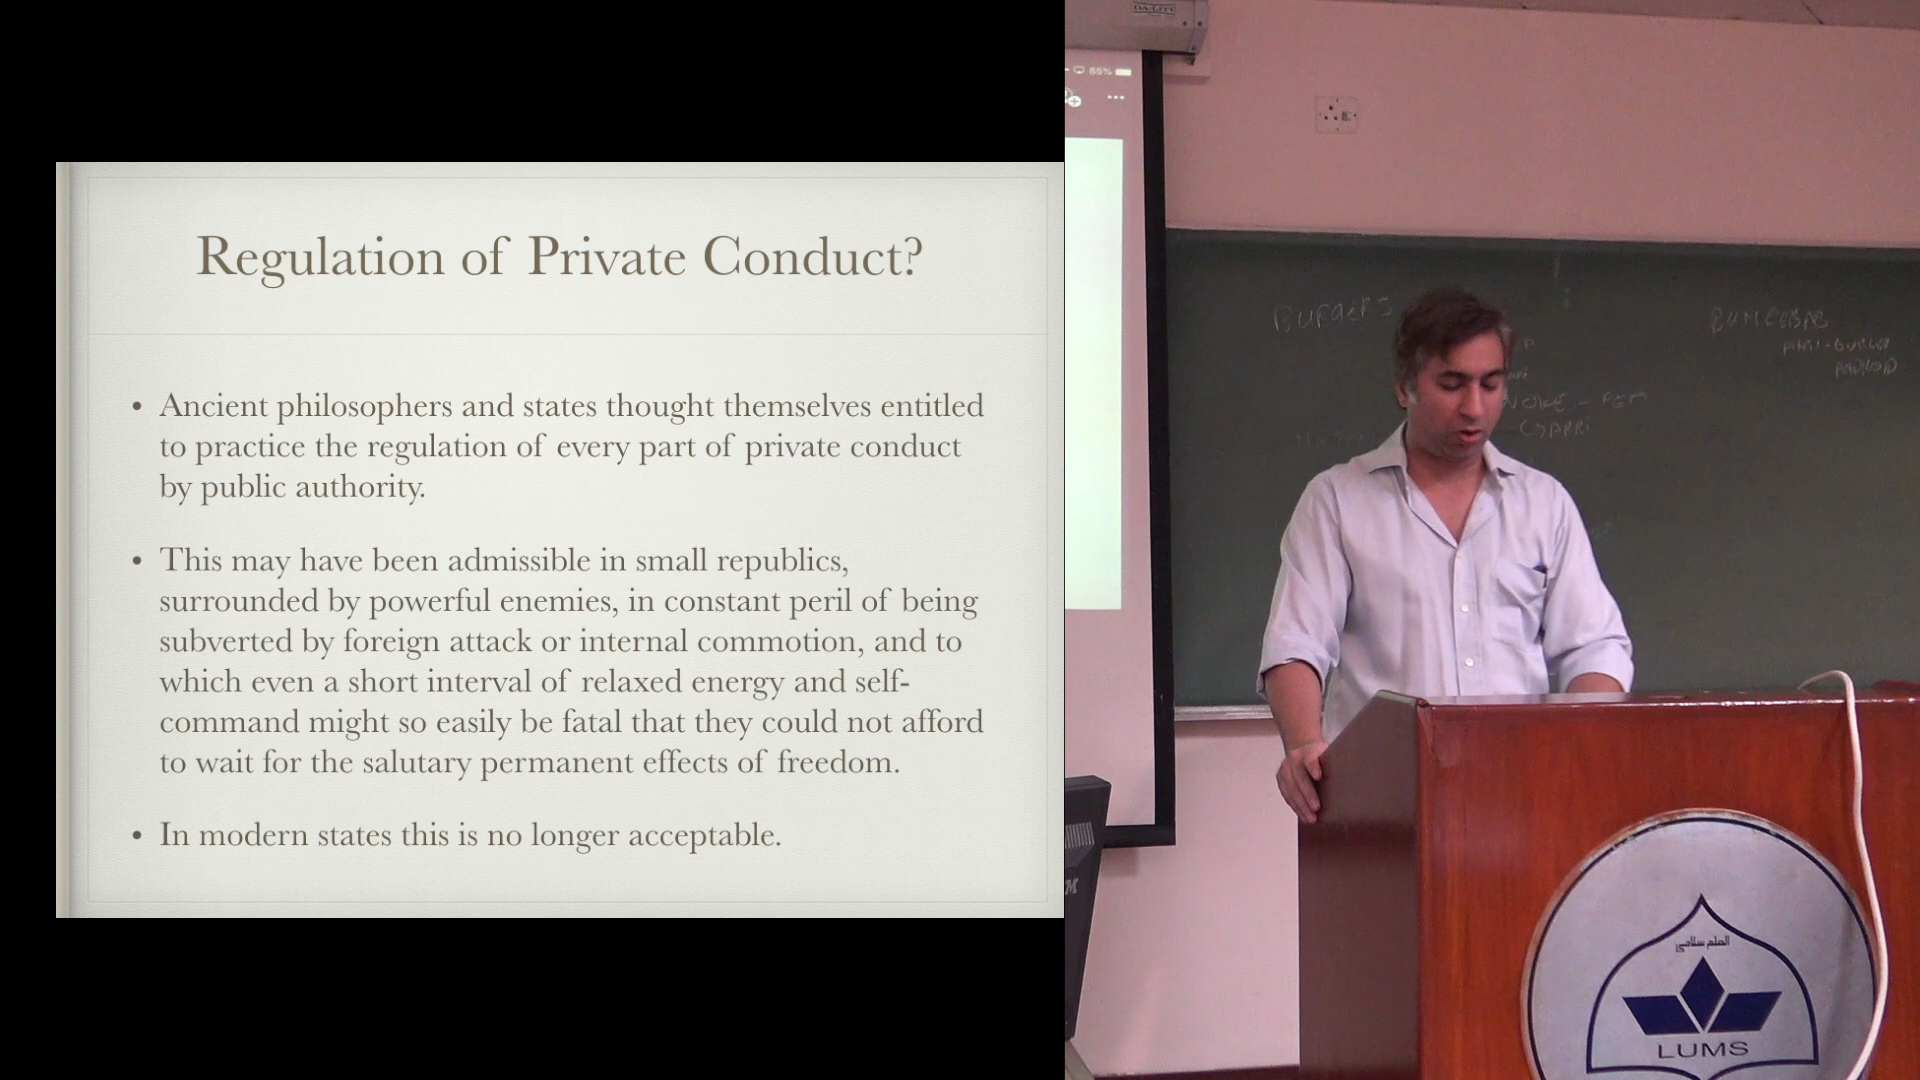 Regulation of Private Conduct?
• Ancient philosophers and states thought themselves entitled
to practice the regulation of every part of private conduct
by public authority.
• This may have been admissible in small republics,
surrounded by powerful enemies, in constant peril of being
subverted by foreign attack or internal commotion, and to
which even a short interval of relaxed energy and self-
command might so easily be fatal that they could not afford
to wait for the salutary permanent effects of freedom.
• In modern states this is no longer acceptable.
DA-LITE
85%
BURGERS
ANDROID
LUMS